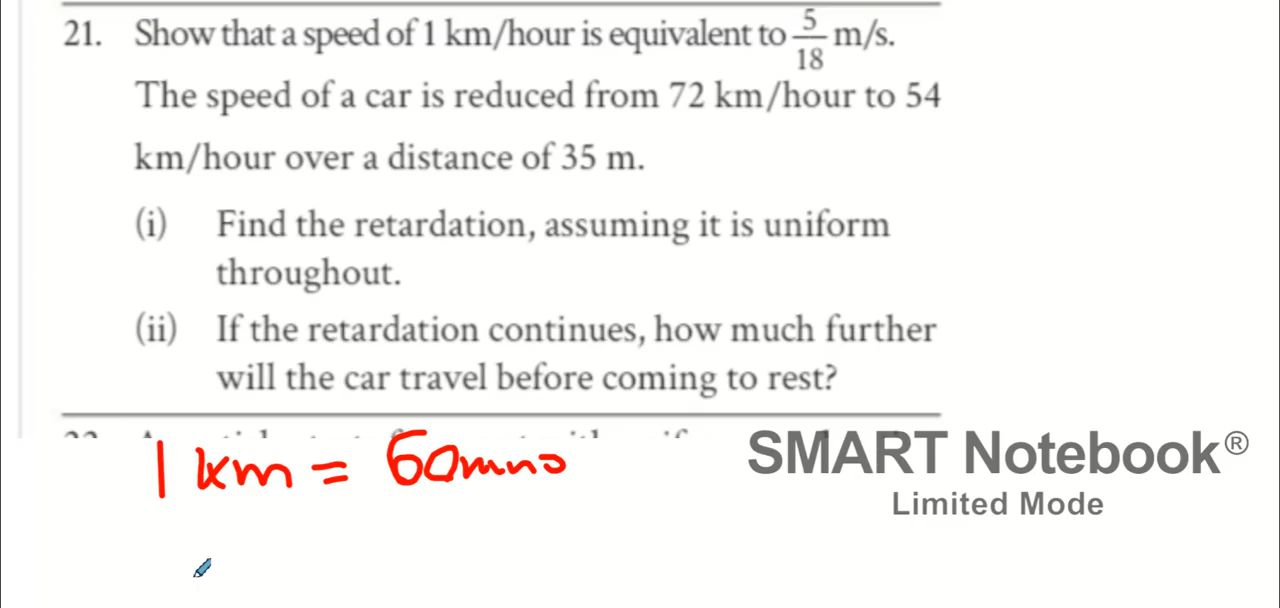 21. Show that a speed of 1 km/hour is equivalent to 5/18 m/s.
The speed of a car is reduced from 72 km/hour to 54
km/hour over a distance of 35 m.
(i) Find the retardation, assuming it is uniform
throughout.
(ii) If the retardation continues, how much further
will the car travel before coming to rest?
1 km = 60mns
SMART Notebook®
Limited Mode